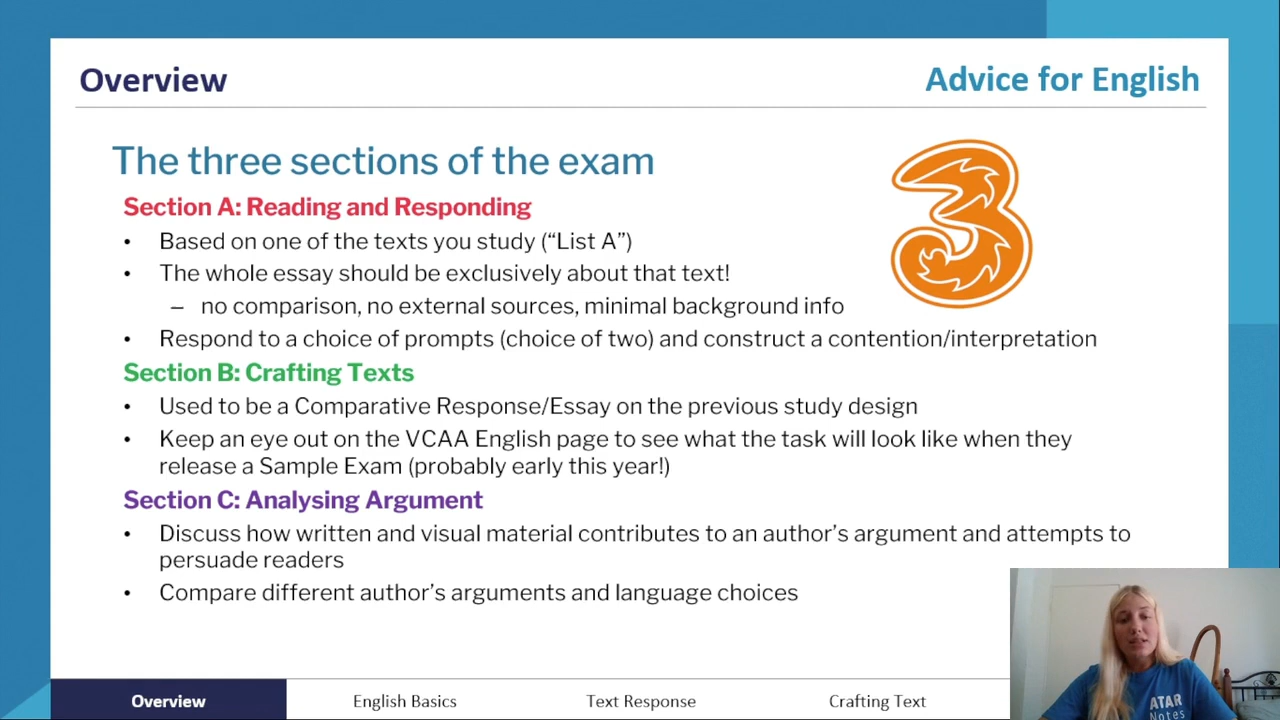 Overview
Advice for English
The three sections of the exam
Section A: Reading and Responding
• Based on one of the texts you study (“List A”)
• The whole essay should be exclusively about that text!
– no comparison, no external sources, minimal background info
• Respond to a choice of prompts (choice of two) and construct a contention/interpretation
Section B: Crafting Texts
• Used to be a Comparative Response/Essay on the previous study design
• Keep an eye out on the VCAA English page to see what the task will look like when they
release a Sample Exam (probably early this year!)
Section C: Analysing Argument
• Discuss how written and visual material contributes to an author’s argument and attempts to
persuade readers
• Compare different author’s arguments and language choices
3
Overview
English Basics
Text Response
Crafting Text
ATAR
Notes